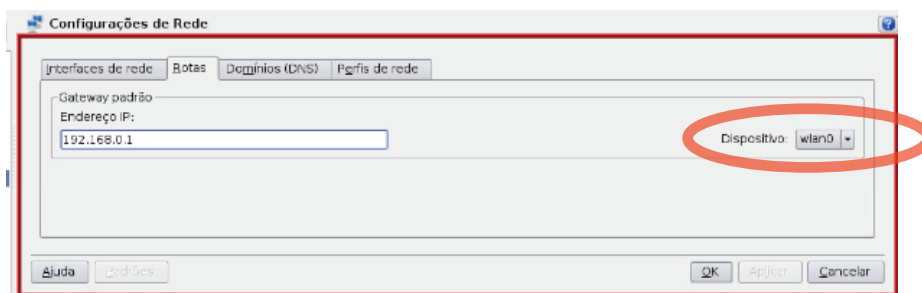 Configurações de Rede
Interfaces de rede Rotas Domínios (DNS) Perfis de rede
Gateway padrão
Endereço IP:
192.168.0.1 Dispositivo: wlan0
Ajuda Padrões OK Aplicar Cancelar